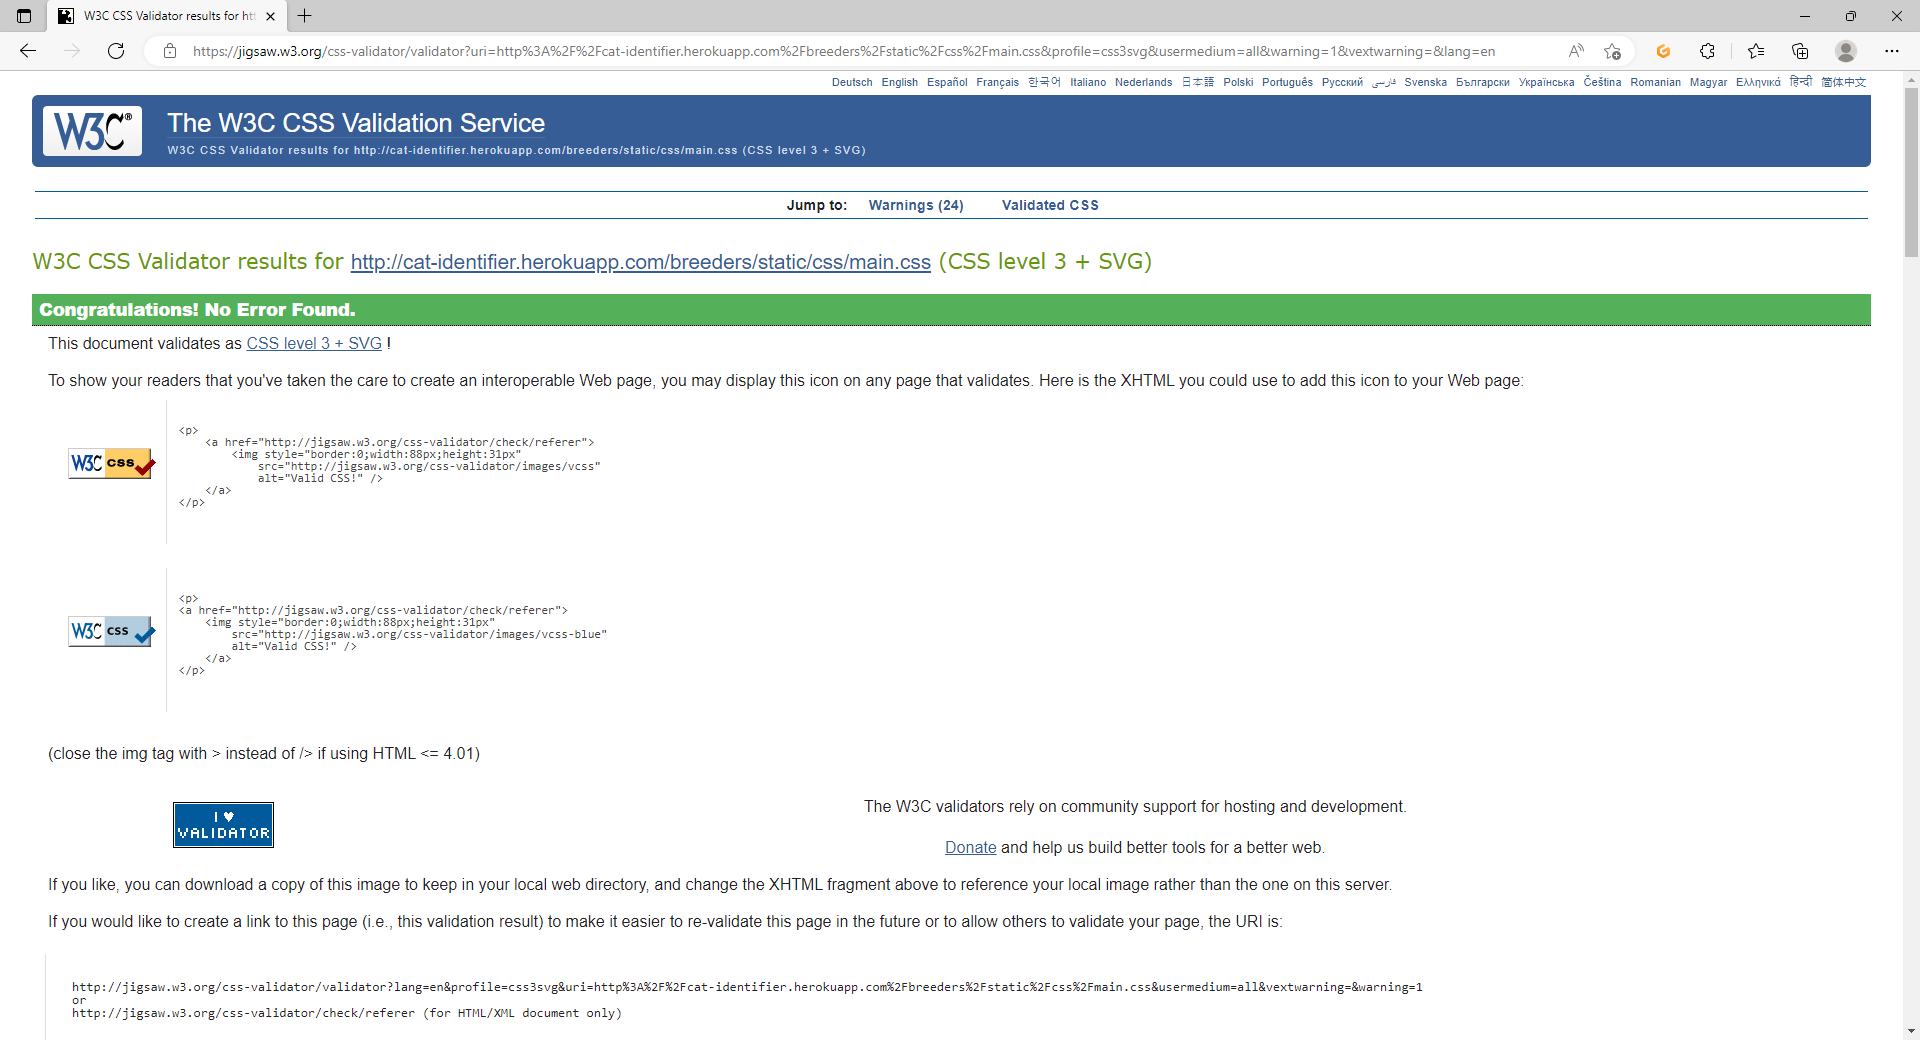 W3C CSS Validator results for htt
https://jigsaw.w3.org/css-validator/validator?uri=http%3A%2F%2Fcat-identifier.herokuapp.com%2Fbreeders%2Fstatic%2Fcss%2Fmain.css&profile=css3svg&usermedium=all&warning=1&vextwarning=&lang=en
Deutsch English Español Français 한국어 Italiano Nederlands 日本語 Polski Português Русский فارسی Svenska Български Українська Čeština Romanian Magyar Ελληνικά हिन्दी 简体中文
W3C®
The W3C CSS Validation Service
W3C CSS Validator results for http://cat-identifier.herokuapp.com/breeders/static/css/main.css (CSS level 3 + SVG)
Jump to: Warnings (24) Validated CSS
W3C CSS Validator results for http://cat-identifier.herokuapp.com/breeders/static/css/main.css (CSS level 3 + SVG)
Congratulations! No Error Found.
This document validates as CSS level 3 + SVG !
To show your readers that you've taken the care to create an interoperable Web page, you may display this icon on any page that validates. Here is the XHTML you could use to add this icon to your Web page:
W3C css
<p>
<a href="http://jigsaw.w3.org/css-validator/check/referer">
<img style="border:0;width:88px;height:31px"
src="http://jigsaw.w3.org/css-validator/images/vcss"
alt="Valid CSS!" />
</a>
</p>
W3C css
<p>
<a href="http://jigsaw.w3.org/css-validator/check/referer">
<img style="border:0;width:88px;height:31px"
src="http://jigsaw.w3.org/css-validator/images/vcss-blue"
alt="Valid CSS!" />
</a>
</p>
(close the img tag with > instead of /> if using HTML <= 4.01)
I ♥
VALIDATOR
The W3C validators rely on community support for hosting and development.
Donate and help us build better tools for a better web.
If you like, you can download a copy of this image to keep in your local web directory, and change the XHTML fragment above to reference your local image rather than the one on this server.
If you would like to create a link to this page (i.e., this validation result) to make it easier to re-validate this page in the future or to allow others to validate your page, the URI is:
http://jigsaw.w3.org/css-validator/validator?lang=en&profile=css3svg&uri=http%3A%2F%2Fcat-identifier.herokuapp.com%2Fbreeders%2Fstatic%2Fcss%2Fmain.css&usermedium=all&vextwarning=&warning=1
or
http://jigsaw.w3.org/css-validator/check/referer (for HTML/XML document only)